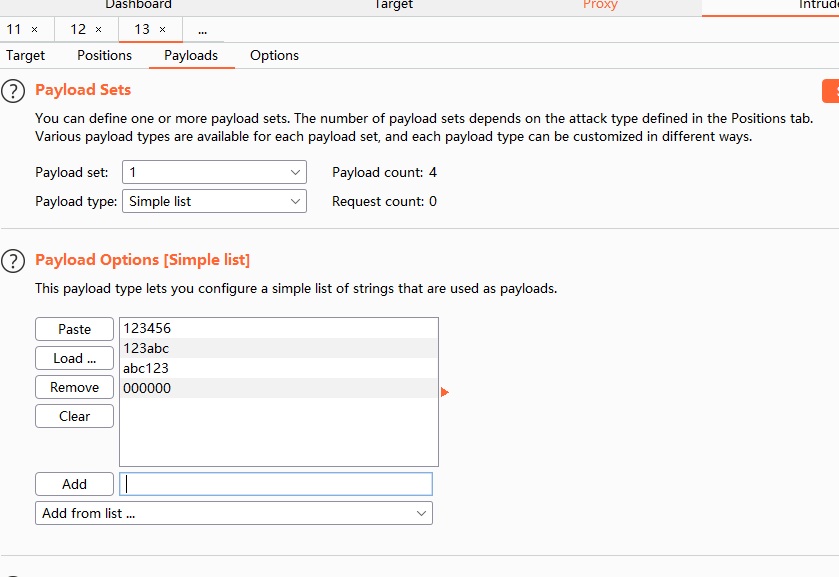 Dashboard Target Proxy
11 × 12 × 13 × ...
Target Positions Payloads Options
? Payload Sets
You can define one or more payload sets. The number of payload sets depends on the attack type defined in the Positions tab.
Various payload types are available for each payload set, and each payload type can be customized in different ways.
Payload set: 1 Payload count: 4
Payload type: Simple list Request count: 0
? Payload Options [Simple list]
This payload type lets you configure a simple list of strings that are used as payloads.
Paste 123456
123abc
Load ...
abc123
Remove 000000
Clear
Add
Add from list ...